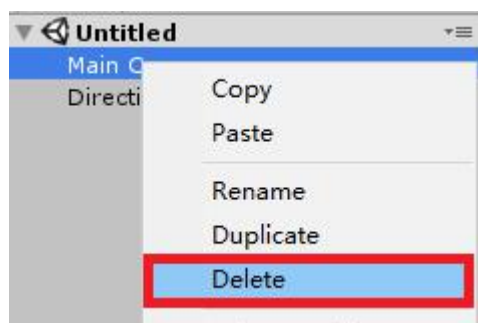 Untitled
Main C
Directi
Copy
Paste
Rename
Duplicate
Delete